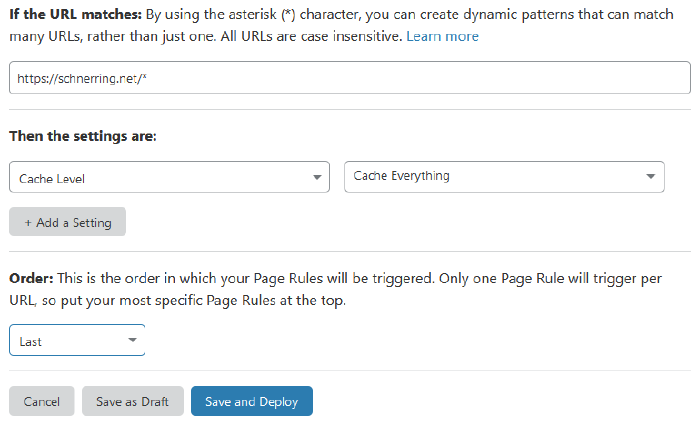 If the URL matches: By using the asterisk (*) character, you can create dynamic patterns that can match
many URLs, rather than just one. All URLs are case insensitive. Learn more
https://schnerring.net/*
Then the settings are:
Cache Level
Cache Everything
+ Add a Setting
Order: This is the order in which your Page Rules will be triggered. Only one Page Rule will trigger per
URL, so put your most specific Page Rules at the top.
Last
Cancel
Save as Draft
Save and Deploy